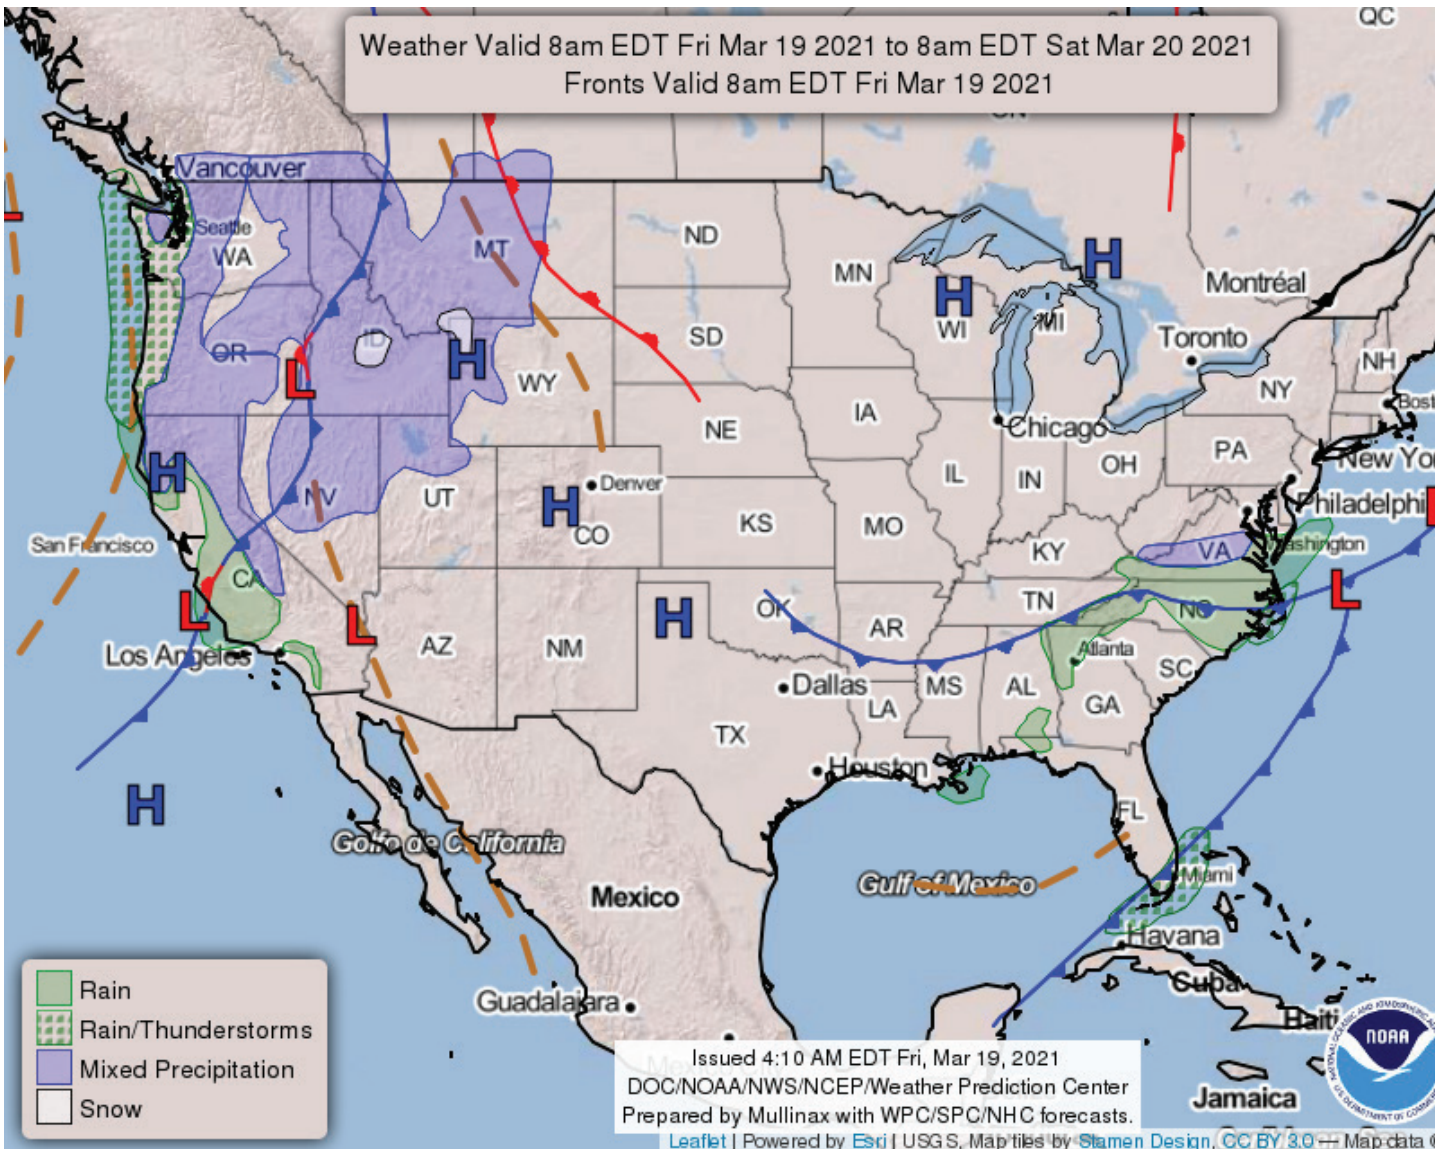 QC
Weather Valid 8am EDT Fri Mar 19 2021 to 8am EDT Sat Mar 20 2021
Fronts Valid 8am EDT Fri Mar 19 2021
Vancouver
Seattle
WA
MT
ND
MN
H
H
WI
MI
Montréal
Toronto
OR
ID
L
H
WY
SD
NH
NY
NE
IA
Chicago
PA
New Yo
H
NV
UT
H
Denver
CO
KS
MO
IL
IN
OH
Philadelphi
KY
VA
ashington
San Francisco
CA
L
L
Los Angeles
AZ
NM
H
OK
AR
TN
NC
L
Atlanta
SC
Dallas
MS
AL
GA
LA
TX
Houston
H
FL
Golfo de California
Gulf of Mexico
Miami
Mexico
Havana
Cuba
Guadalajara
Haiti
Jamaica
Rain
Rain/Thunderstorms
Mixed Precipitation
Snow
NOAA
Issued 4:10 AM EDT Fri, Mar 19, 2021
DOC/NOAA/NWS/NCEP/Weather Prediction Center
Prepared by Mullinax with WPC/SPC/NHC forecasts.
Leaflet | Powered by Esri | USGS, Map tiles by Stamen Design, CC BY 3.0 — Map data ©